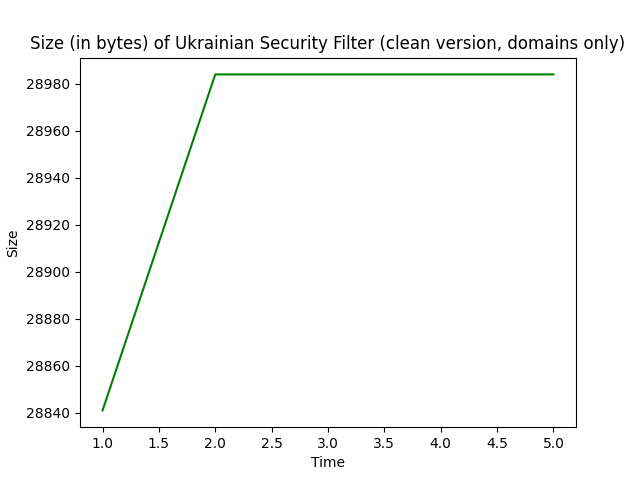 Size (in bytes) of Ukrainian Security Filter (clean version, domains only)
28980
28960
28940
28920
28900
28880
28860
28840
Size
1.0 1.5 2.0 2.5 3.0 3.5 4.0 4.5 5.0
Time